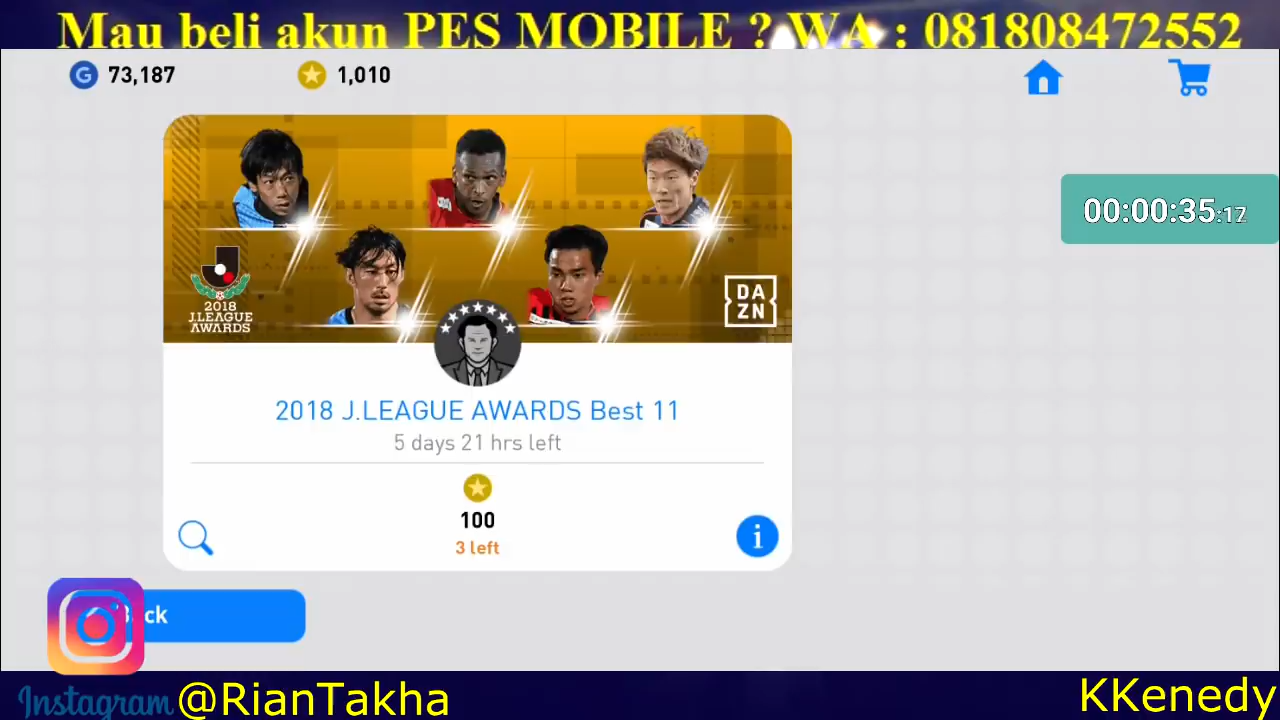 Mau beli akun PES MOBILE ? WA : 081808472552
G 73,187
1,010
00:00:35.17
2018
J.LEAGUE
AWARDS
DA
ZN
2018 J.LEAGUE AWARDS Best 11
5 days 21 hrs left
100
3 left
i
Back
Instagram @RianTakha
KKenedy